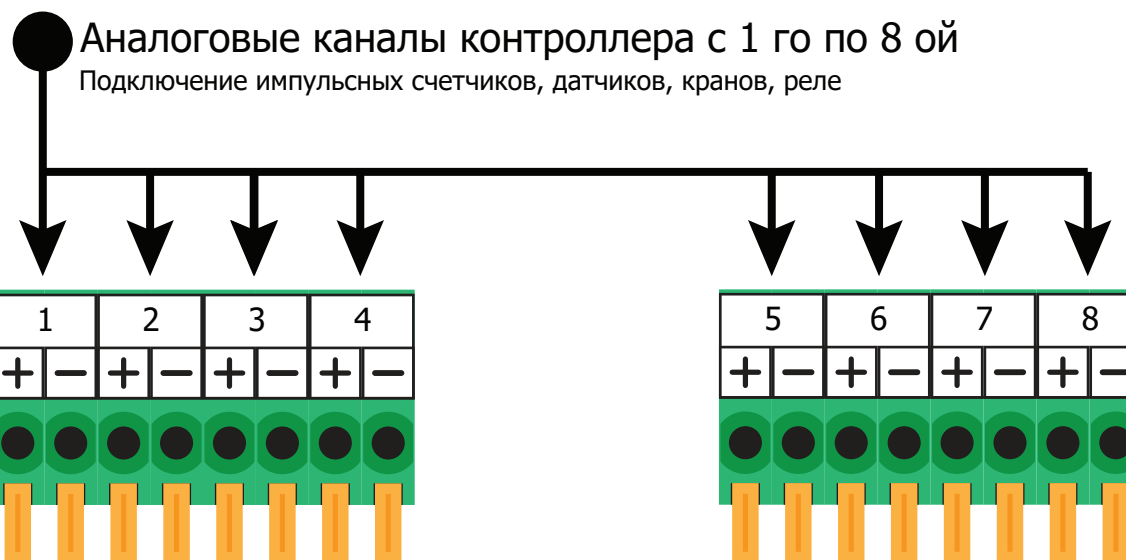 Аналоговые каналы контроллера с 1 го по 8 ой
Подключение импульсных счетчиков, датчиков, кранов, реле
1 2 3 4 5 6 7 8
+ − + − + − + − + − + − + − + −